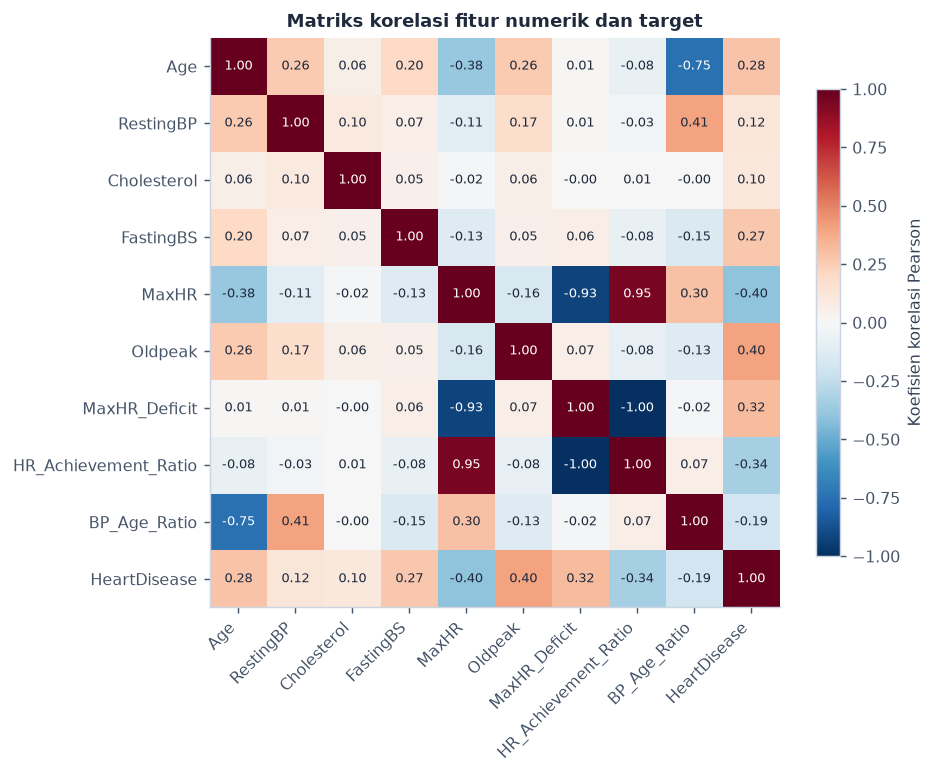 Matriks korelasi fitur numerik dan target
Age 1.00 0.26 0.06 0.20 -0.38 0.26 0.01 -0.08 -0.75 0.28
RestingBP 0.26 1.00 0.10 0.07 -0.11 0.17 0.01 -0.03 0.41 0.12
Cholesterol 0.06 0.10 1.00 0.05 -0.02 0.06 -0.00 0.01 -0.00 0.10
FastingBS 0.20 0.07 0.05 1.00 -0.13 0.05 0.06 -0.08 -0.15 0.27
MaxHR -0.38 -0.11 -0.02 -0.13 1.00 -0.16 -0.93 0.95 0.30 -0.40
Oldpeak 0.26 0.17 0.06 0.05 -0.16 1.00 0.07 -0.08 -0.13 0.40
MaxHR_Deficit 0.01 0.01 -0.00 0.06 -0.93 0.07 1.00 -1.00 -0.02 0.32
HR_Achievement_Ratio -0.08 -0.03 0.01 -0.08 0.95 -0.08 -1.00 1.00 0.07 -0.34
BP_Age_Ratio -0.75 0.41 -0.00 -0.15 0.30 -0.13 -0.02 0.07 1.00 -0.19
HeartDisease 0.28 0.12 0.10 0.27 -0.40 0.40 0.32 -0.34 -0.19 1.00
Age
RestingBP
Cholesterol
FastingBS
MaxHR
Oldpeak
MaxHR_Deficit
HR_Achievement_Ratio
BP_Age_Ratio
HeartDisease
1.00
0.75
0.50
0.25
0.00
−0.25
−0.50
−0.75
−1.00
Koefisien korelasi Pearson